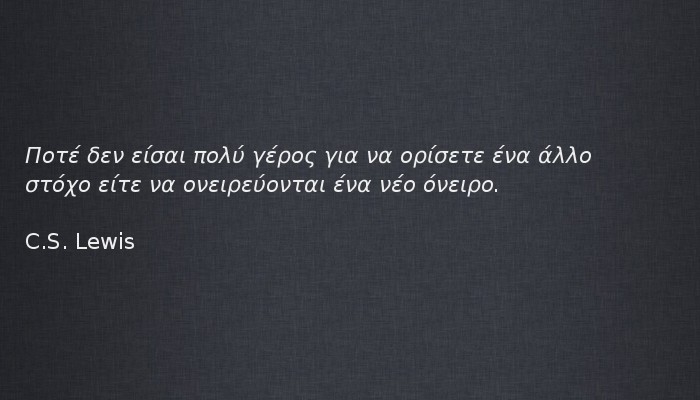 Ποτέ δεν είσαι πολύ γέρος για να ορίσετε ένα άλλο
στόχο είτε να ονειρεύονται ένα νέο όνειρο.
C.S. Lewis